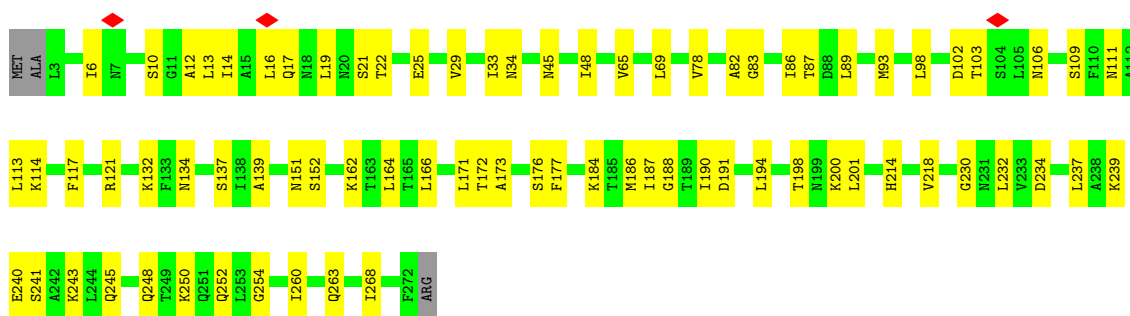 MET ALA L3 I6 N7 S10 G11 A12 L13 I14 A15 L16 Q17 N18 L19 N20 S21 T22 E25 V29 I33 N34 N45 I48 V65 L69 V78 A82 G83 I86 T87 D88 L89 M93 L98 D102 T103 S104 L105 N106 S109 F110 N111 A112
L113 K114 F117 R121 K132 F133 N134 S137 I138 A139 N151 S152 K162 T163 L164 T165 L166 L171 T172 A173 S176 F177 K184 T185 M186 I187 G188 T189 I190 D191 L194 T198 N199 K200 L201 H214 V218 G230 N231 L232 V233 D234 L237 A238 K239
E240 S241 A242 K243 L244 Q245 Q248 T249 K250 Q251 Q252 L253 G254 I260 Q263 I268 F272 ARG